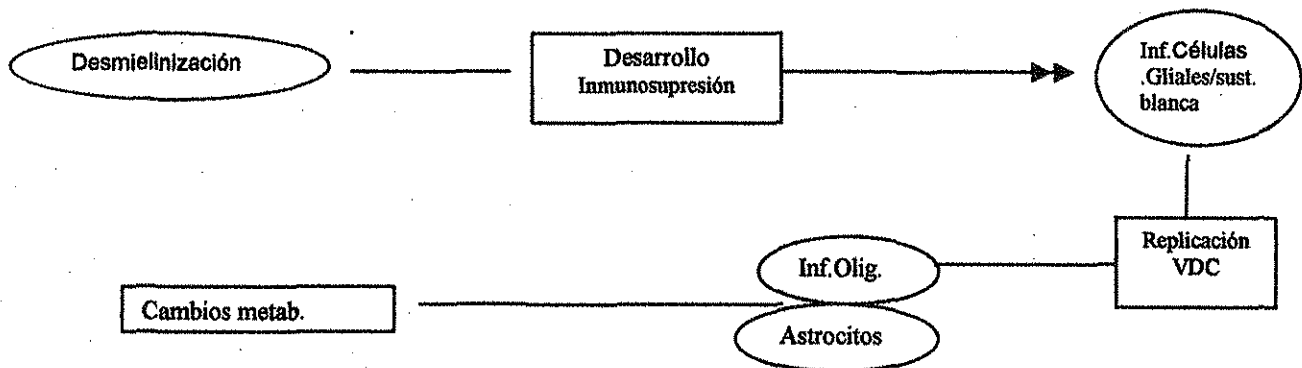 Desmielinización
Desarrollo
Inmunosupresión
Inf.Células
.Gliales/sust.
blanca
Replicación
VDC
Inf.Olig.
Astrocitos
Cambios metab.